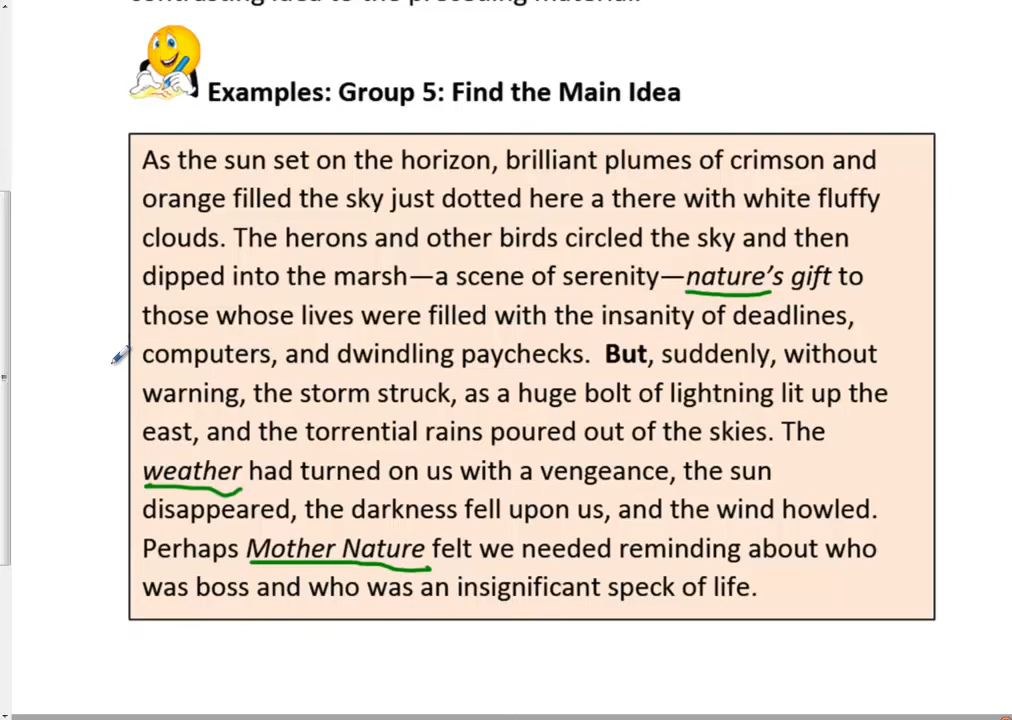 Examples: Group 5: Find the Main Idea
As the sun set on the horizon, brilliant plumes of crimson and
orange filled the sky just dotted here a there with white fluffy
clouds. The herons and other birds circled the sky and then
dipped into the marsh—a scene of serenity—nature's gift to
those whose lives were filled with the insanity of deadlines,
computers, and dwindling paychecks. But, suddenly, without
warning, the storm struck, as a huge bolt of lightning lit up the
east, and the torrential rains poured out of the skies. The
weather had turned on us with a vengeance, the sun
disappeared, the darkness fell upon us, and the wind howled.
Perhaps Mother Nature felt we needed reminding about who
was boss and who was an insignificant speck of life.